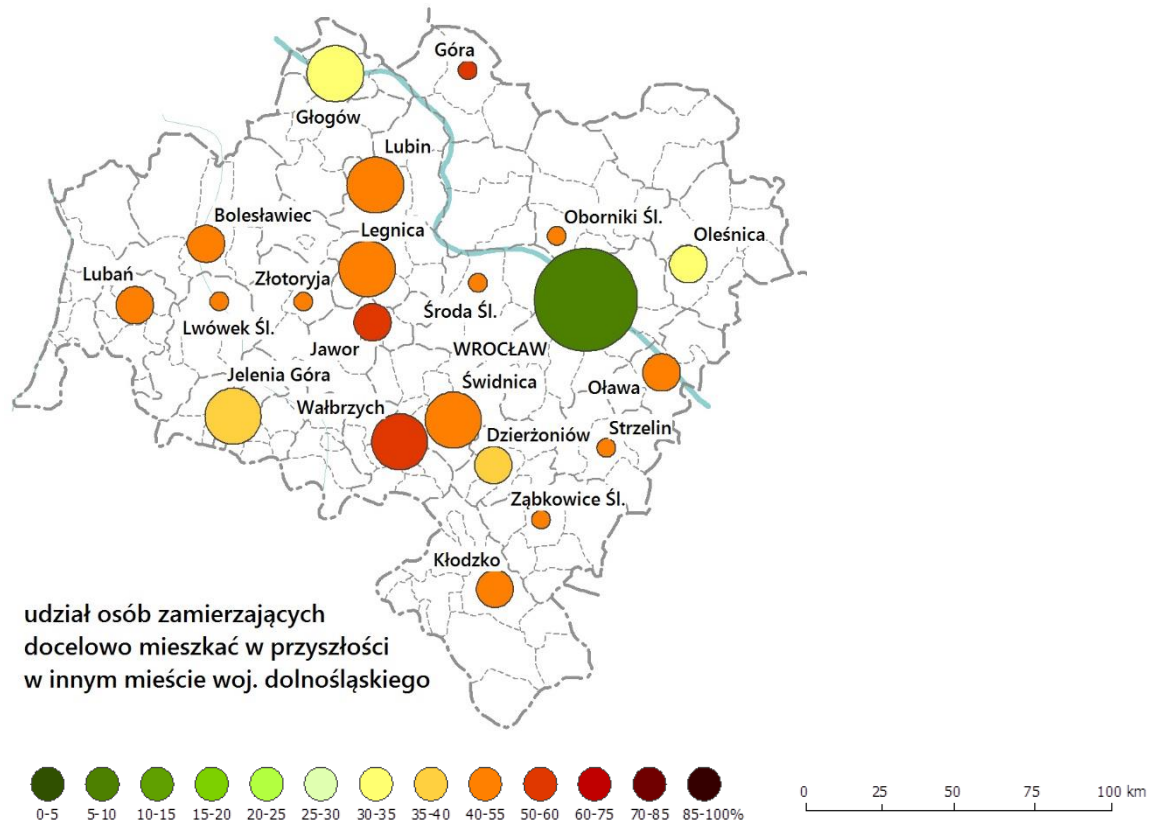 Góra
Głogów
Lubin
Bolesławiec
Oborniki Śl.
Legnica
Oleśnica
Lubań
Złotoryja
Środa Śl.
Lwówek Śl.
Jawor
WROCŁAW
Jelenia Góra
Świdnica
Oława
Wałbrzych
Dzierżoniów
Strzelin
Ząbkowice Śl.
Kłodzko
udział osób zamierzających
docelowo mieszkać w przyszłości
w innym mieście woj. dolnośląskiego
0-5 5-10 10-15 15-20 20-25 25-30 30-35 35-40 40-55 50-60 60-75 70-85 85-100%
0 25 50 75 100 km